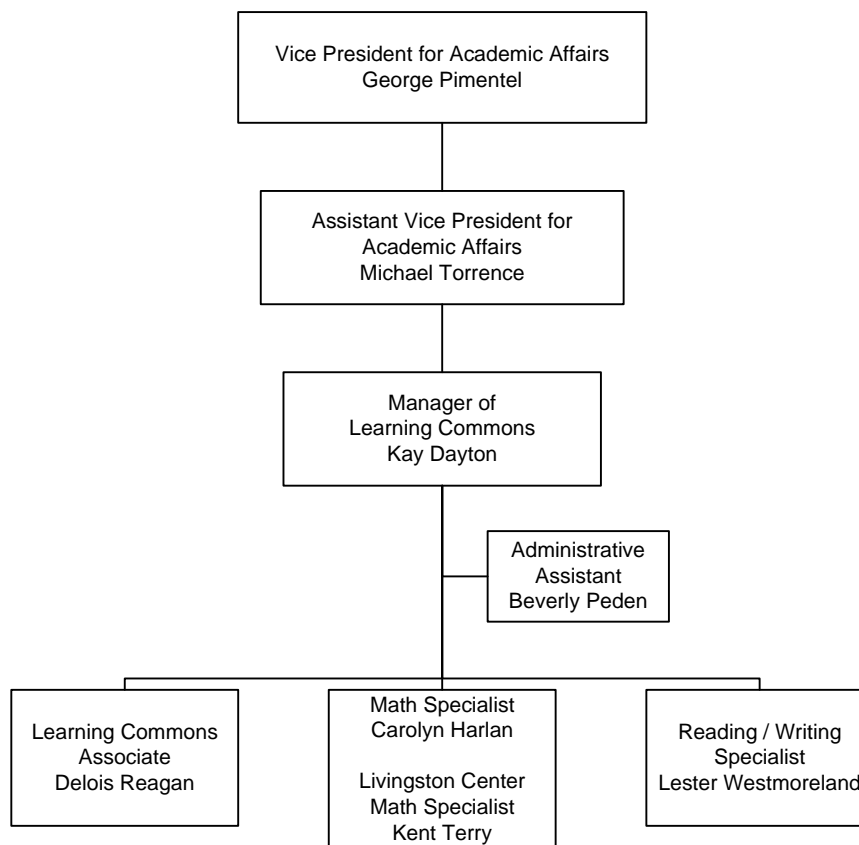 Vice President for Academic Affairs
George Pimentel
Assistant Vice President for
Academic Affairs
Michael Torrence
Manager of
Learning Commons
Kay Dayton
Administrative
Assistant
Beverly Peden
Learning Commons
Associate
Delois Reagan
Math Specialist
Carolyn Harlan
Livingston Center
Math Specialist
Kent Terry
Reading / Writing
Specialist
Lester Westmoreland